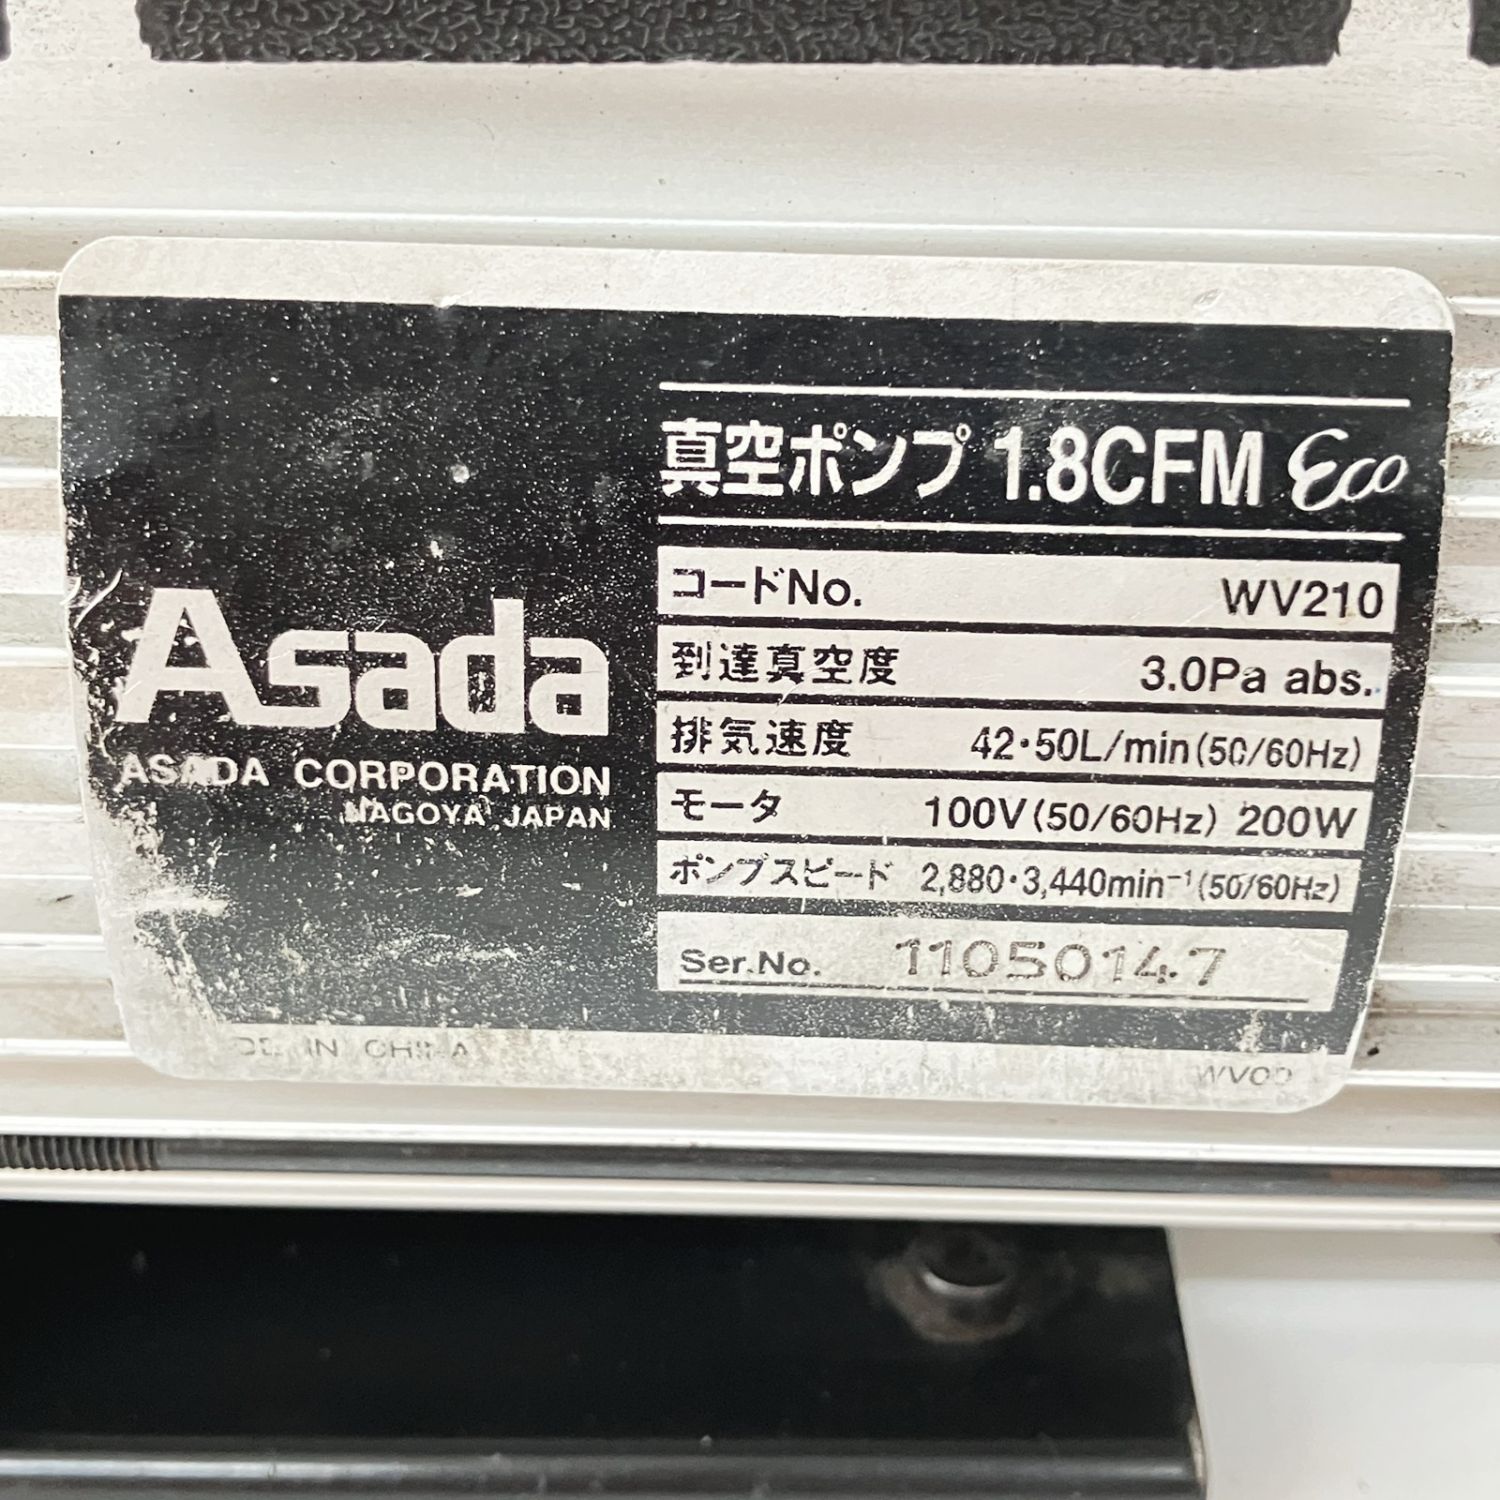 真空ポンプ 1.8CFM Eco
コードNo. WV210
到達真空度 3.0Pa abs.
排気速度 42・50L/min(50/60Hz)
モータ 100V(50/60Hz) 200W
ポンプスピード 2,880・3,440min⁻¹(50/60Hz)
Ser.No. 11050147
Asada
ASADA CORPORATION
NAGOYA JAPAN
IN CHINA